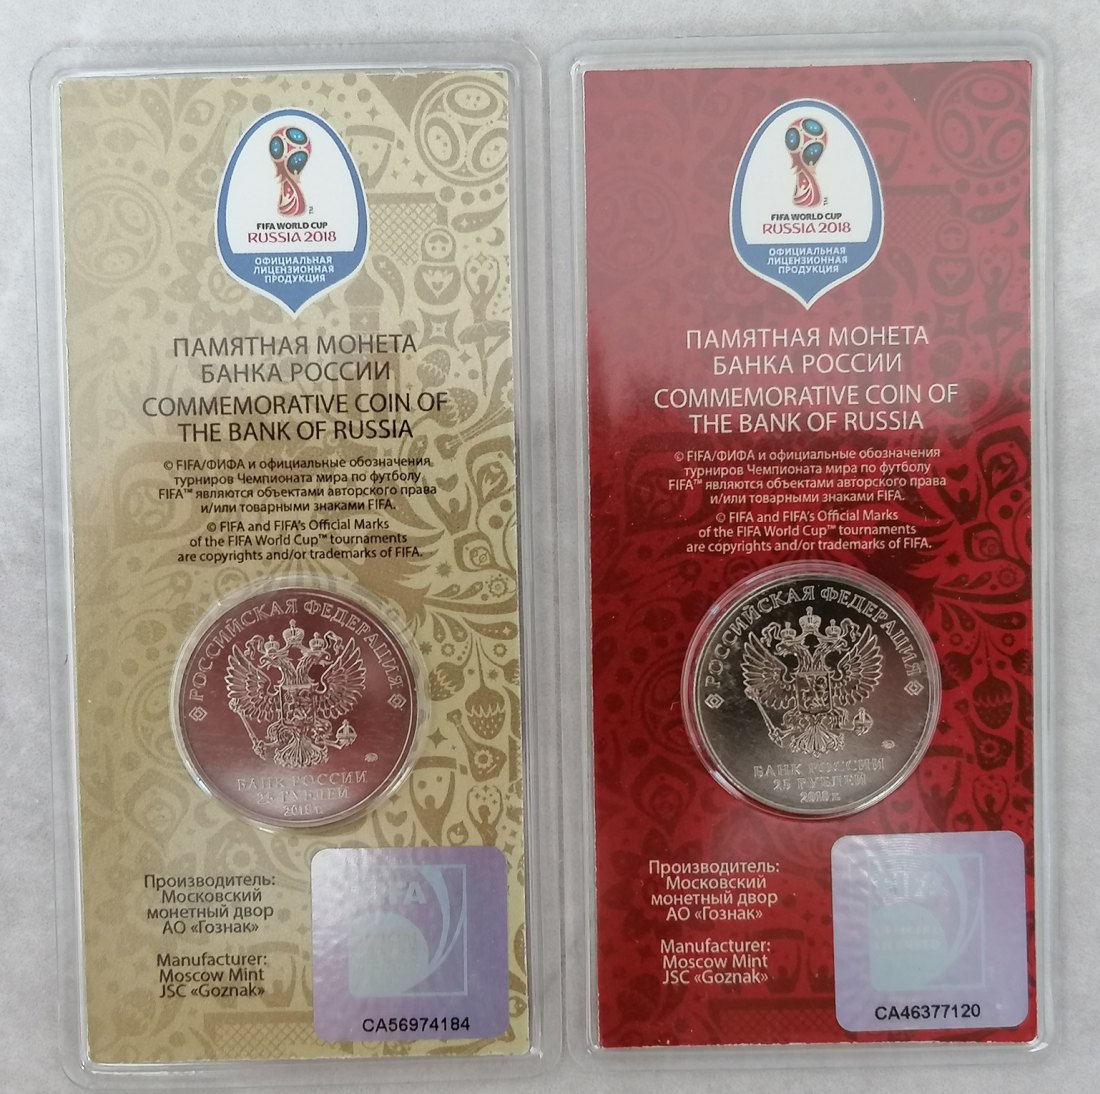 FIFA WORLD CUP
RUSSIA 2018
ОФИЦИАЛЬНАЯ
ЛИЦЕНЗИОННАЯ
ПРОДУКЦИЯ
ПАМЯТНАЯ МОНЕТА
БАНКА РОССИИ
COMMEMORATIVE COIN OF
THE BANK OF RUSSIA
© FIFA/ФИФА и официальные обозначения
турниров Чемпионата мира по футболу
FIFA™ являются объектами авторского права
и/или товарными знаками FIFA.
© FIFA and FIFA's Official Marks
of the FIFA World Cup™ tournaments
are copyrights and/or trademarks of FIFA.
РОССИЙСКАЯ ФЕДЕРАЦИЯ
БАНК РОССИИ
25 РУБЛЕЙ
2018 г.
Производитель:
Московский
монетный двор
АО «Гознак»
Manufacturer:
Moscow Mint
JSC «Goznak»
FIFA
CA56974184
FIFA WORLD CUP
RUSSIA 2018
ОФИЦИАЛЬНАЯ
ЛИЦЕНЗИОННАЯ
ПРОДУКЦИЯ
ПАМЯТНАЯ МОНЕТА
БАНКА РОССИИ
COMMEMORATIVE COIN OF
THE BANK OF RUSSIA
© FIFA/ФИФА и официальные обозначения
турниров Чемпионата мира по футболу
FIFA™ являются объектами авторского права
и/или товарными знаками FIFA.
© FIFA and FIFA's Official Marks
of the FIFA World Cup™ tournaments
are copyrights and/or trademarks of FIFA.
РОССИЙСКАЯ ФЕДЕРАЦИЯ
БАНК РОССИИ
25 РУБЛЕЙ
2018 г.
Производитель:
Московский
монетный двор
АО «Гознак»
Manufacturer:
Moscow Mint
JSC «Goznak»
CA46377120